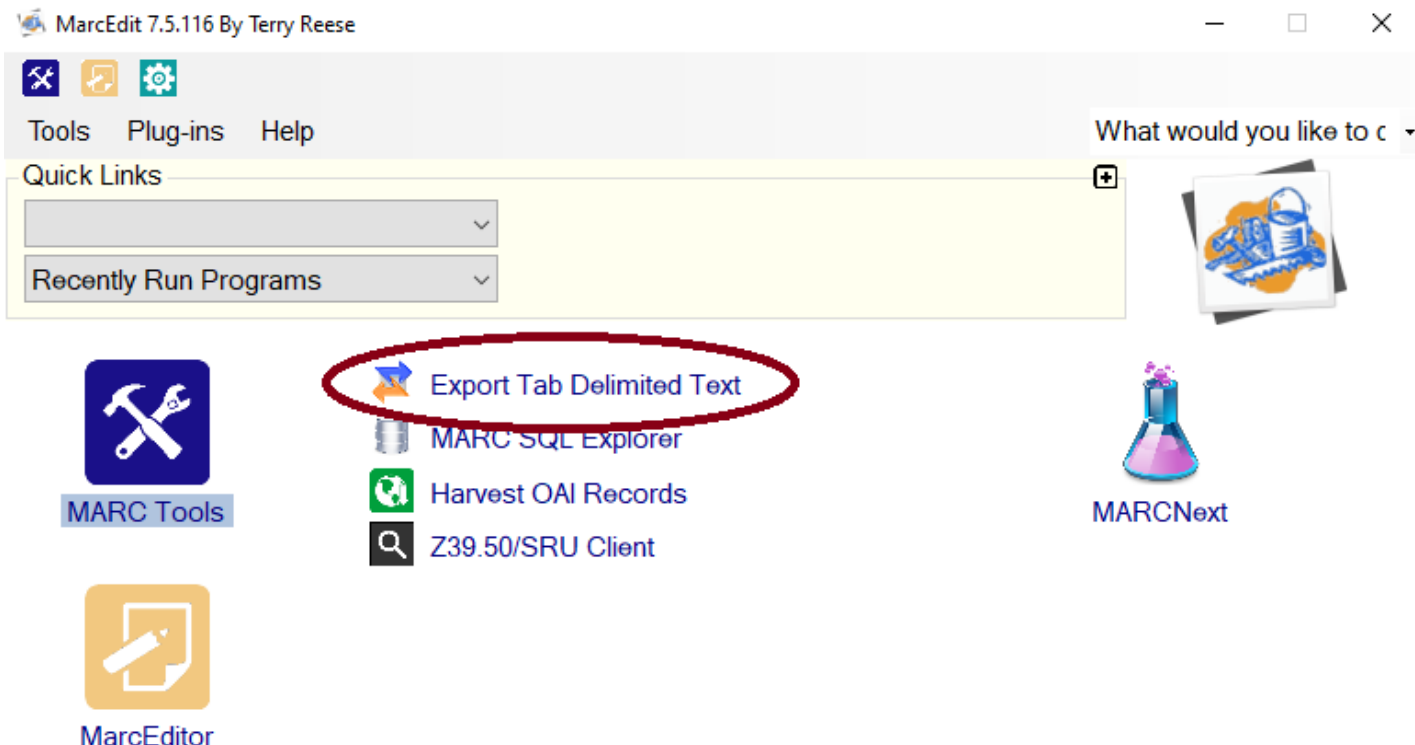 MarcEdit 7.5.116 By Terry Reese
Tools Plug-ins Help
What would you like to c
Quick Links
Recently Run Programs
Export Tab Delimited Text
MARC SQL Explorer
Harvest OAI Records
Z39.50/SRU Client
MARC Tools
MARCNext
MarcEditor